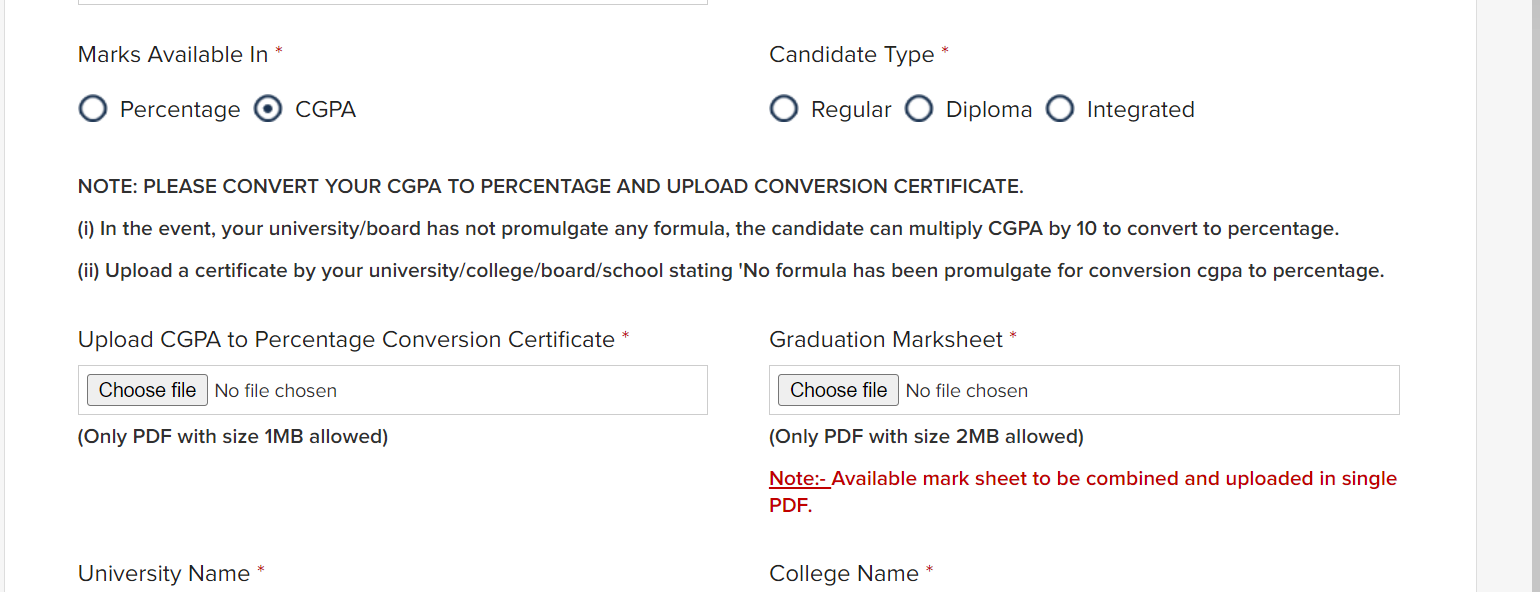 Marks Available In *
Candidate Type *
Percentage CGPA
Regular Diploma Integrated
NOTE: PLEASE CONVERT YOUR CGPA TO PERCENTAGE AND UPLOAD CONVERSION CERTIFICATE.
(i) In the event, your university/board has not promulgate any formula, the candidate can multiply CGPA by 10 to convert to percentage.
(ii) Upload a certificate by your university/college/board/school stating 'No formula has been promulgate for conversion cgpa to percentage.
Upload CGPA to Percentage Conversion Certificate *
Choose file No file chosen
(Only PDF with size 1MB allowed)
Graduation Marksheet *
Choose file No file chosen
(Only PDF with size 2MB allowed)
Note:- Available mark sheet to be combined and uploaded in single
PDF.
University Name *
College Name *